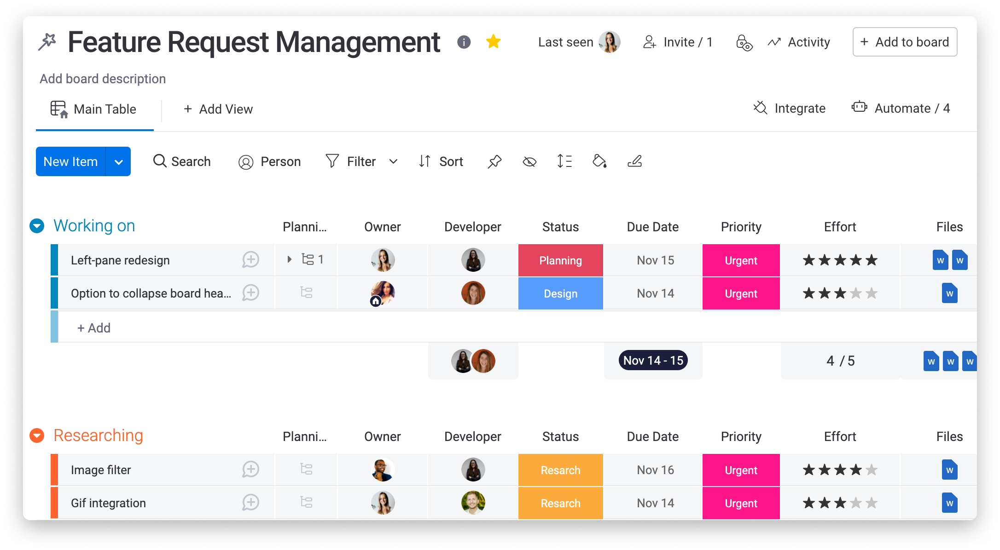 Feature Request Management
Last seen
Invite / 1
Activity
+ Add to board
Add board description
Main Table
+ Add View
Integrate
Automate / 4
New Item
Search
Person
Filter
Sort
Working on Planni... Owner Developer Status Due Date Priority Effort Files
Left-pane redesign 1 Planning Nov 15 Urgent W W
Option to collapse board hea... Design Nov 14 Urgent W
+ Add
Nov 14 - 15 4 / 5 W W W
Researching Planni... Owner Developer Status Due Date Priority Effort Files
Image filter Resarch Nov 16 Urgent W
Gif integration Resarch Nov 14 Urgent W